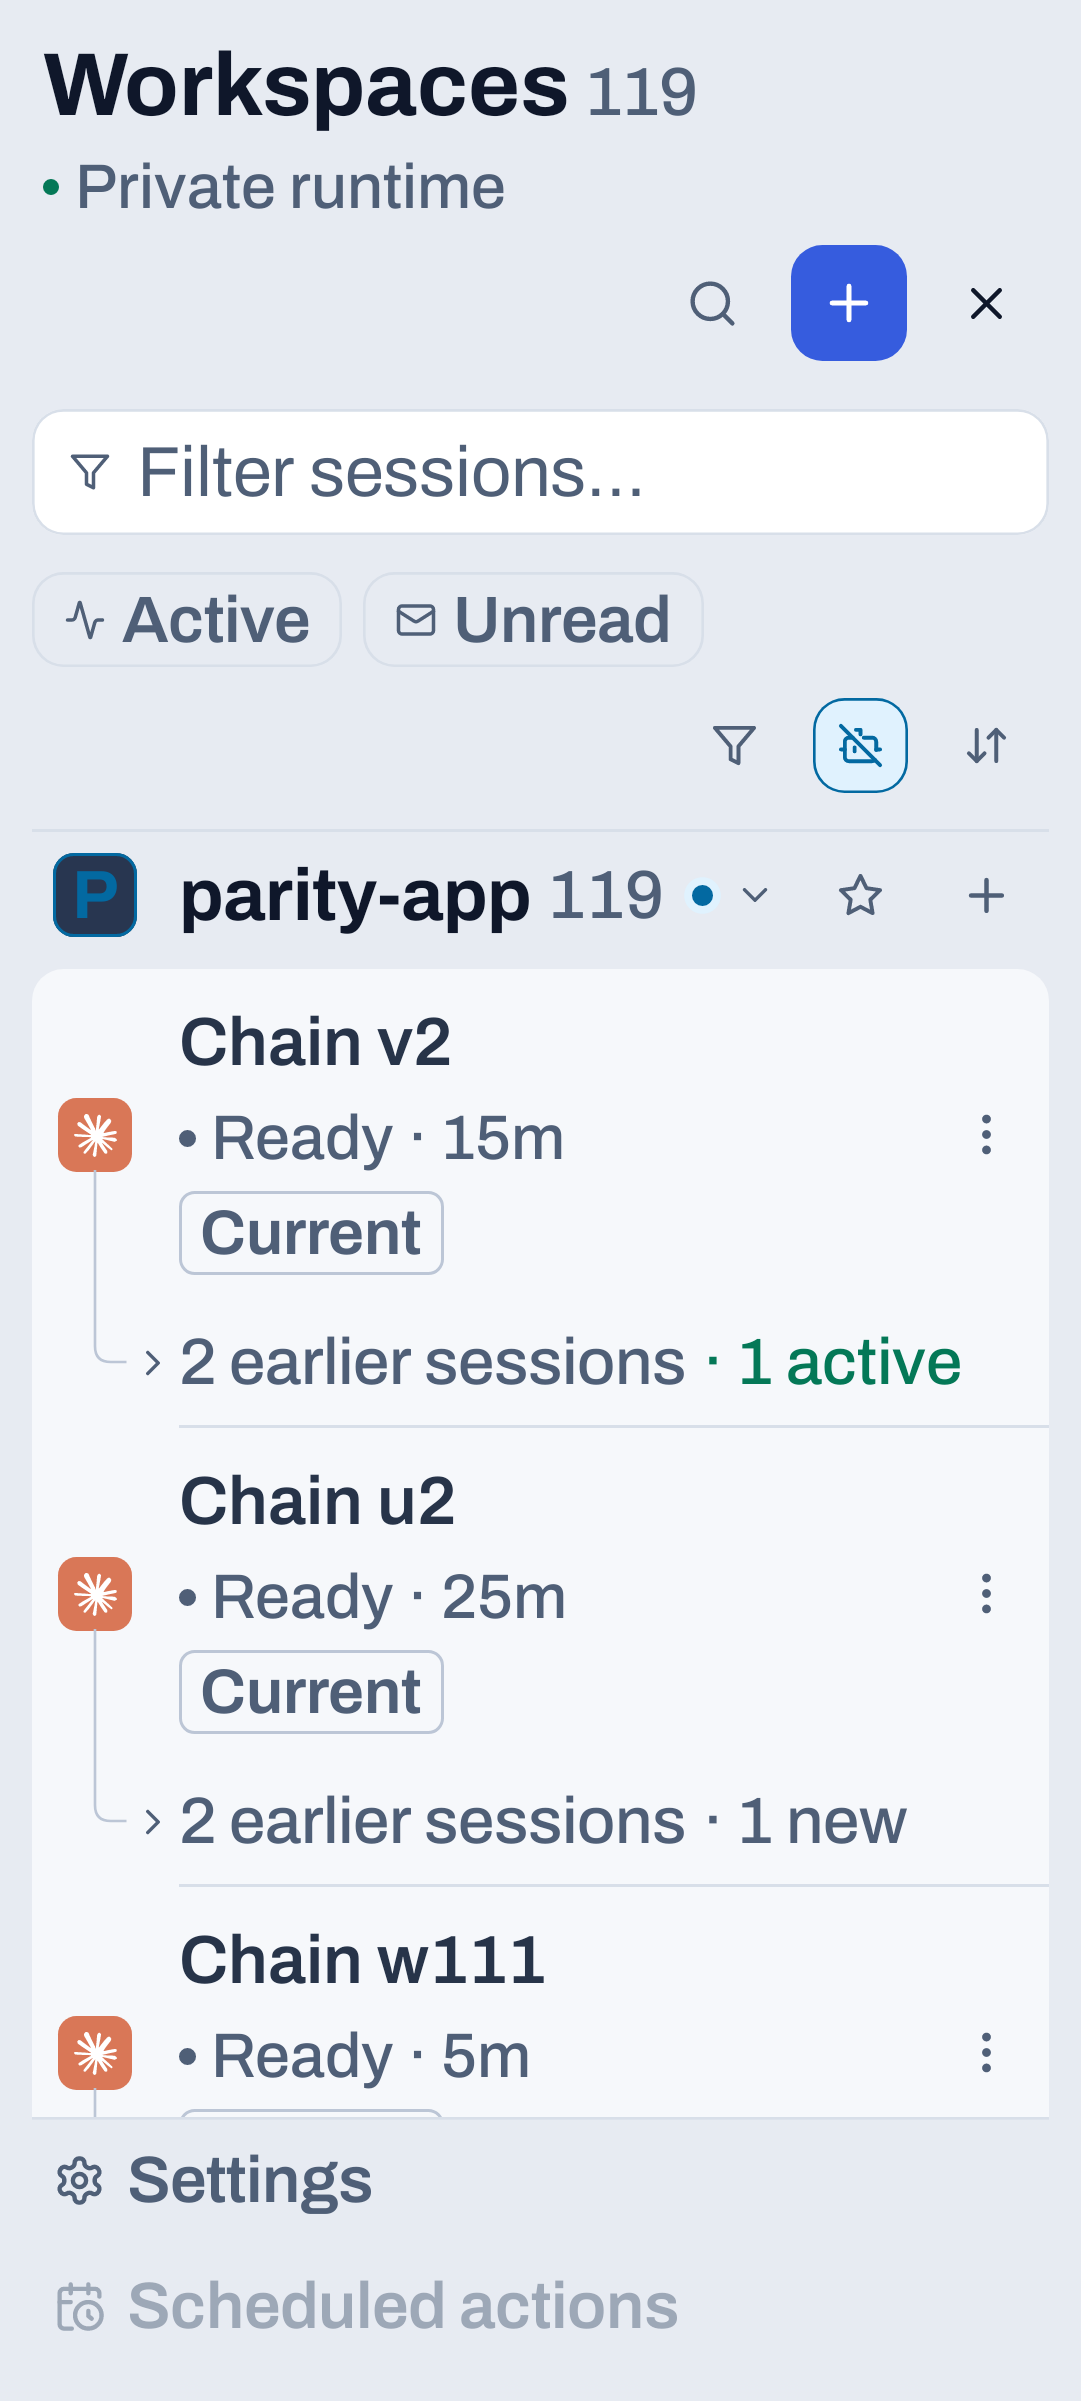 Workspaces 119
• Private runtime
Filter sessions...
Active
Unread
P parity-app 119
Chain v2
• Ready · 15m
Current
2 earlier sessions · 1 active
Chain u2
• Ready · 25m
Current
2 earlier sessions · 1 new
Chain w111
• Ready · 5m
Settings
Scheduled actions